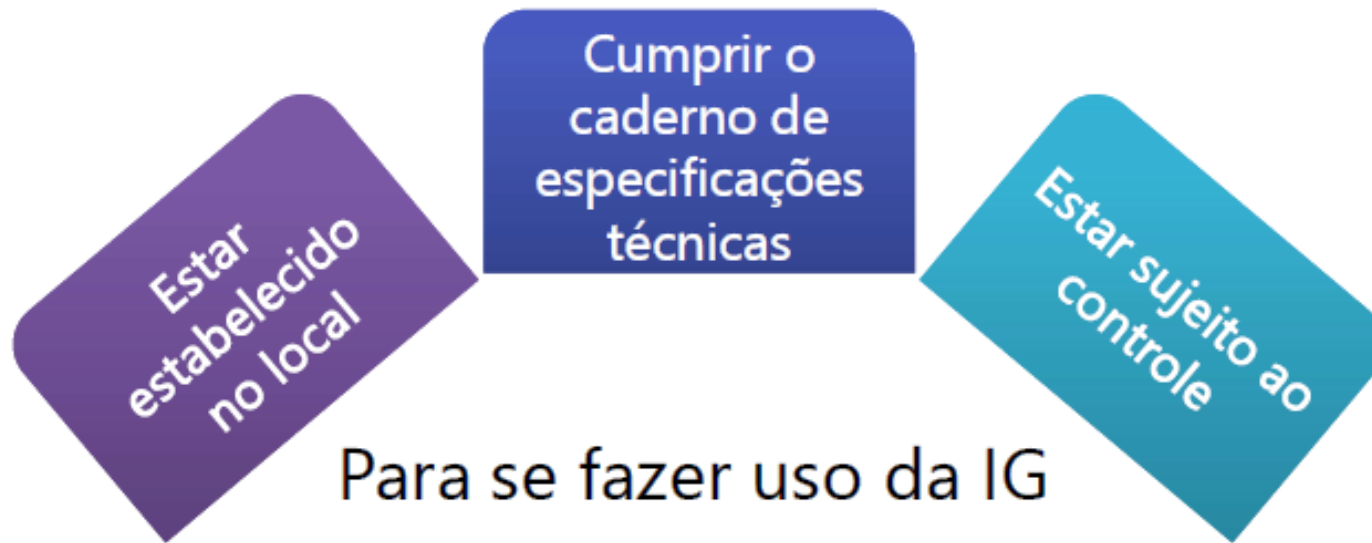 Estar
estabelecido
no local
Cumprir o
caderno de
especificações
técnicas
Estar sujeito ao
controle
Para se fazer uso da IG